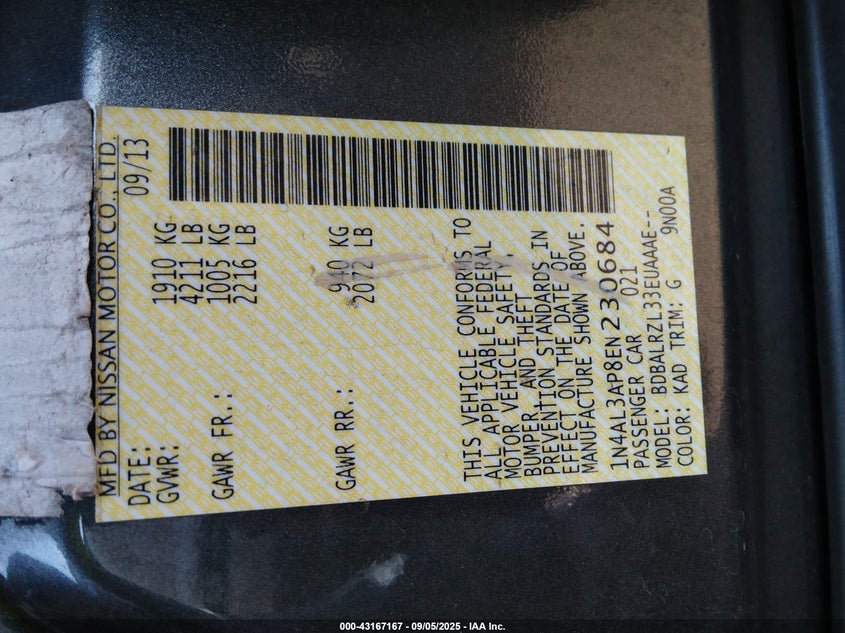 MFD BY NISSAN MOTOR CO., LTD.
DATE: 09/13
GVWR: 1910 KG
4211 LB
GAWR FR.: 1005 KG
2216 LB
GAWR RR.: 940 KG
2072 LB
THIS VEHICLE CONFORMS TO
ALL APPLICABLE FEDERAL
MOTOR VEHICLE SAFETY,
BUMPER AND THEFT
PREVENTION STANDARDS IN
EFFECT ON THE DATE OF
MANUFACTURE SHOWN ABOVE.
1N4AL3AP8EN230684
PASSENGER CAR 021
MODEL: BDBALRZL33EUAAAE--
COLOR: KAD TRIM: G 9N00A
000-43167167 - 09/05/2025 - IAA Inc.